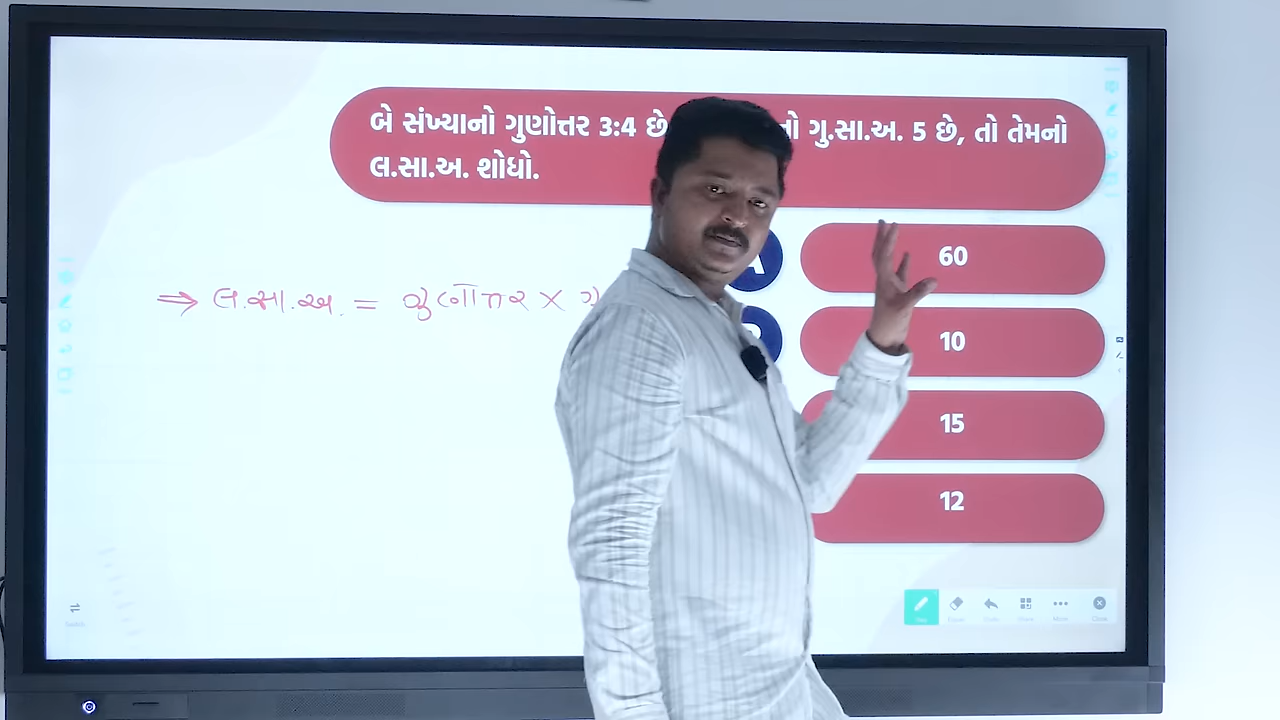 બે સંખ્યાનો ગુણોત્તર 3:4 છે ગુ.સા.અ. 5 છે, તો તેમનો
લ.સા.અ. શોધો.
A 60
⇒ લ.સા.અ. = ગુણોત્તર ×
10
15
12